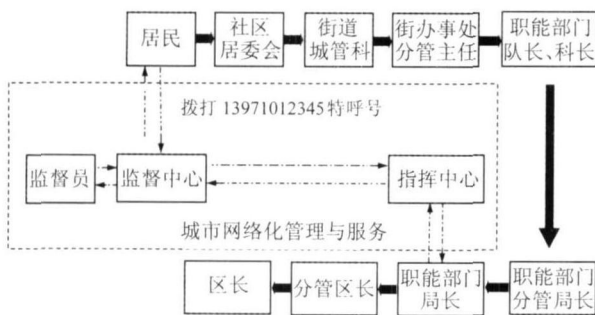 居民
社区
居委会
街道
城管科
街办事处
分管主任
职能部门
队长、科长
拨打 13971012345特呼号
监督员
监督中心
指挥中心
城市网络化管理与服务
区长
分管区长
职能部门
局长
职能部门
分管局长